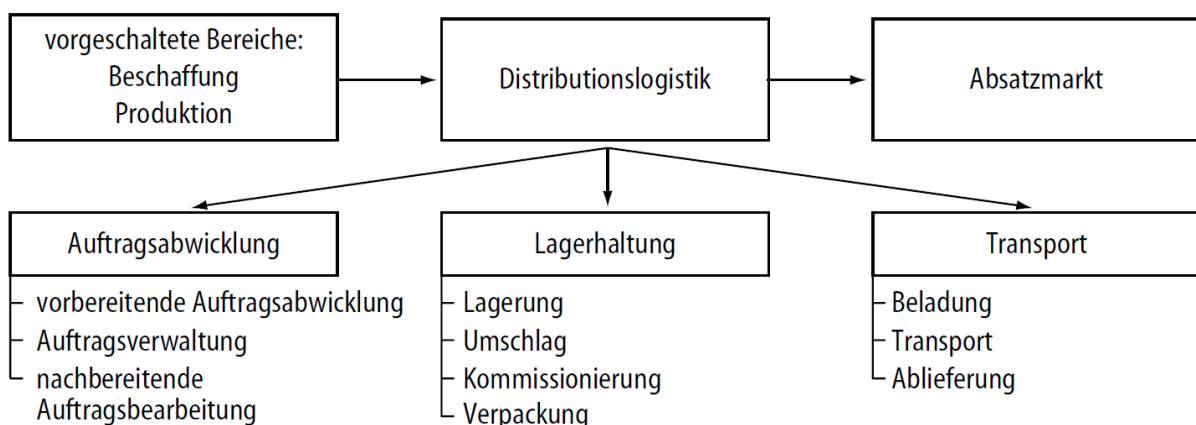 vorgeschaltete Bereiche:
Beschaffung
Produktion
Distributionslogistik
Absatzmarkt
Auftragsabwicklung
vorbereitende Auftragsabwicklung
Auftragsverwaltung
nachbereitende
Auftragsbearbeitung
Lagerhaltung
Lagerung
Umschlag
Kommissionierung
Verpackung
Transport
Beladung
Transport
Ablieferung